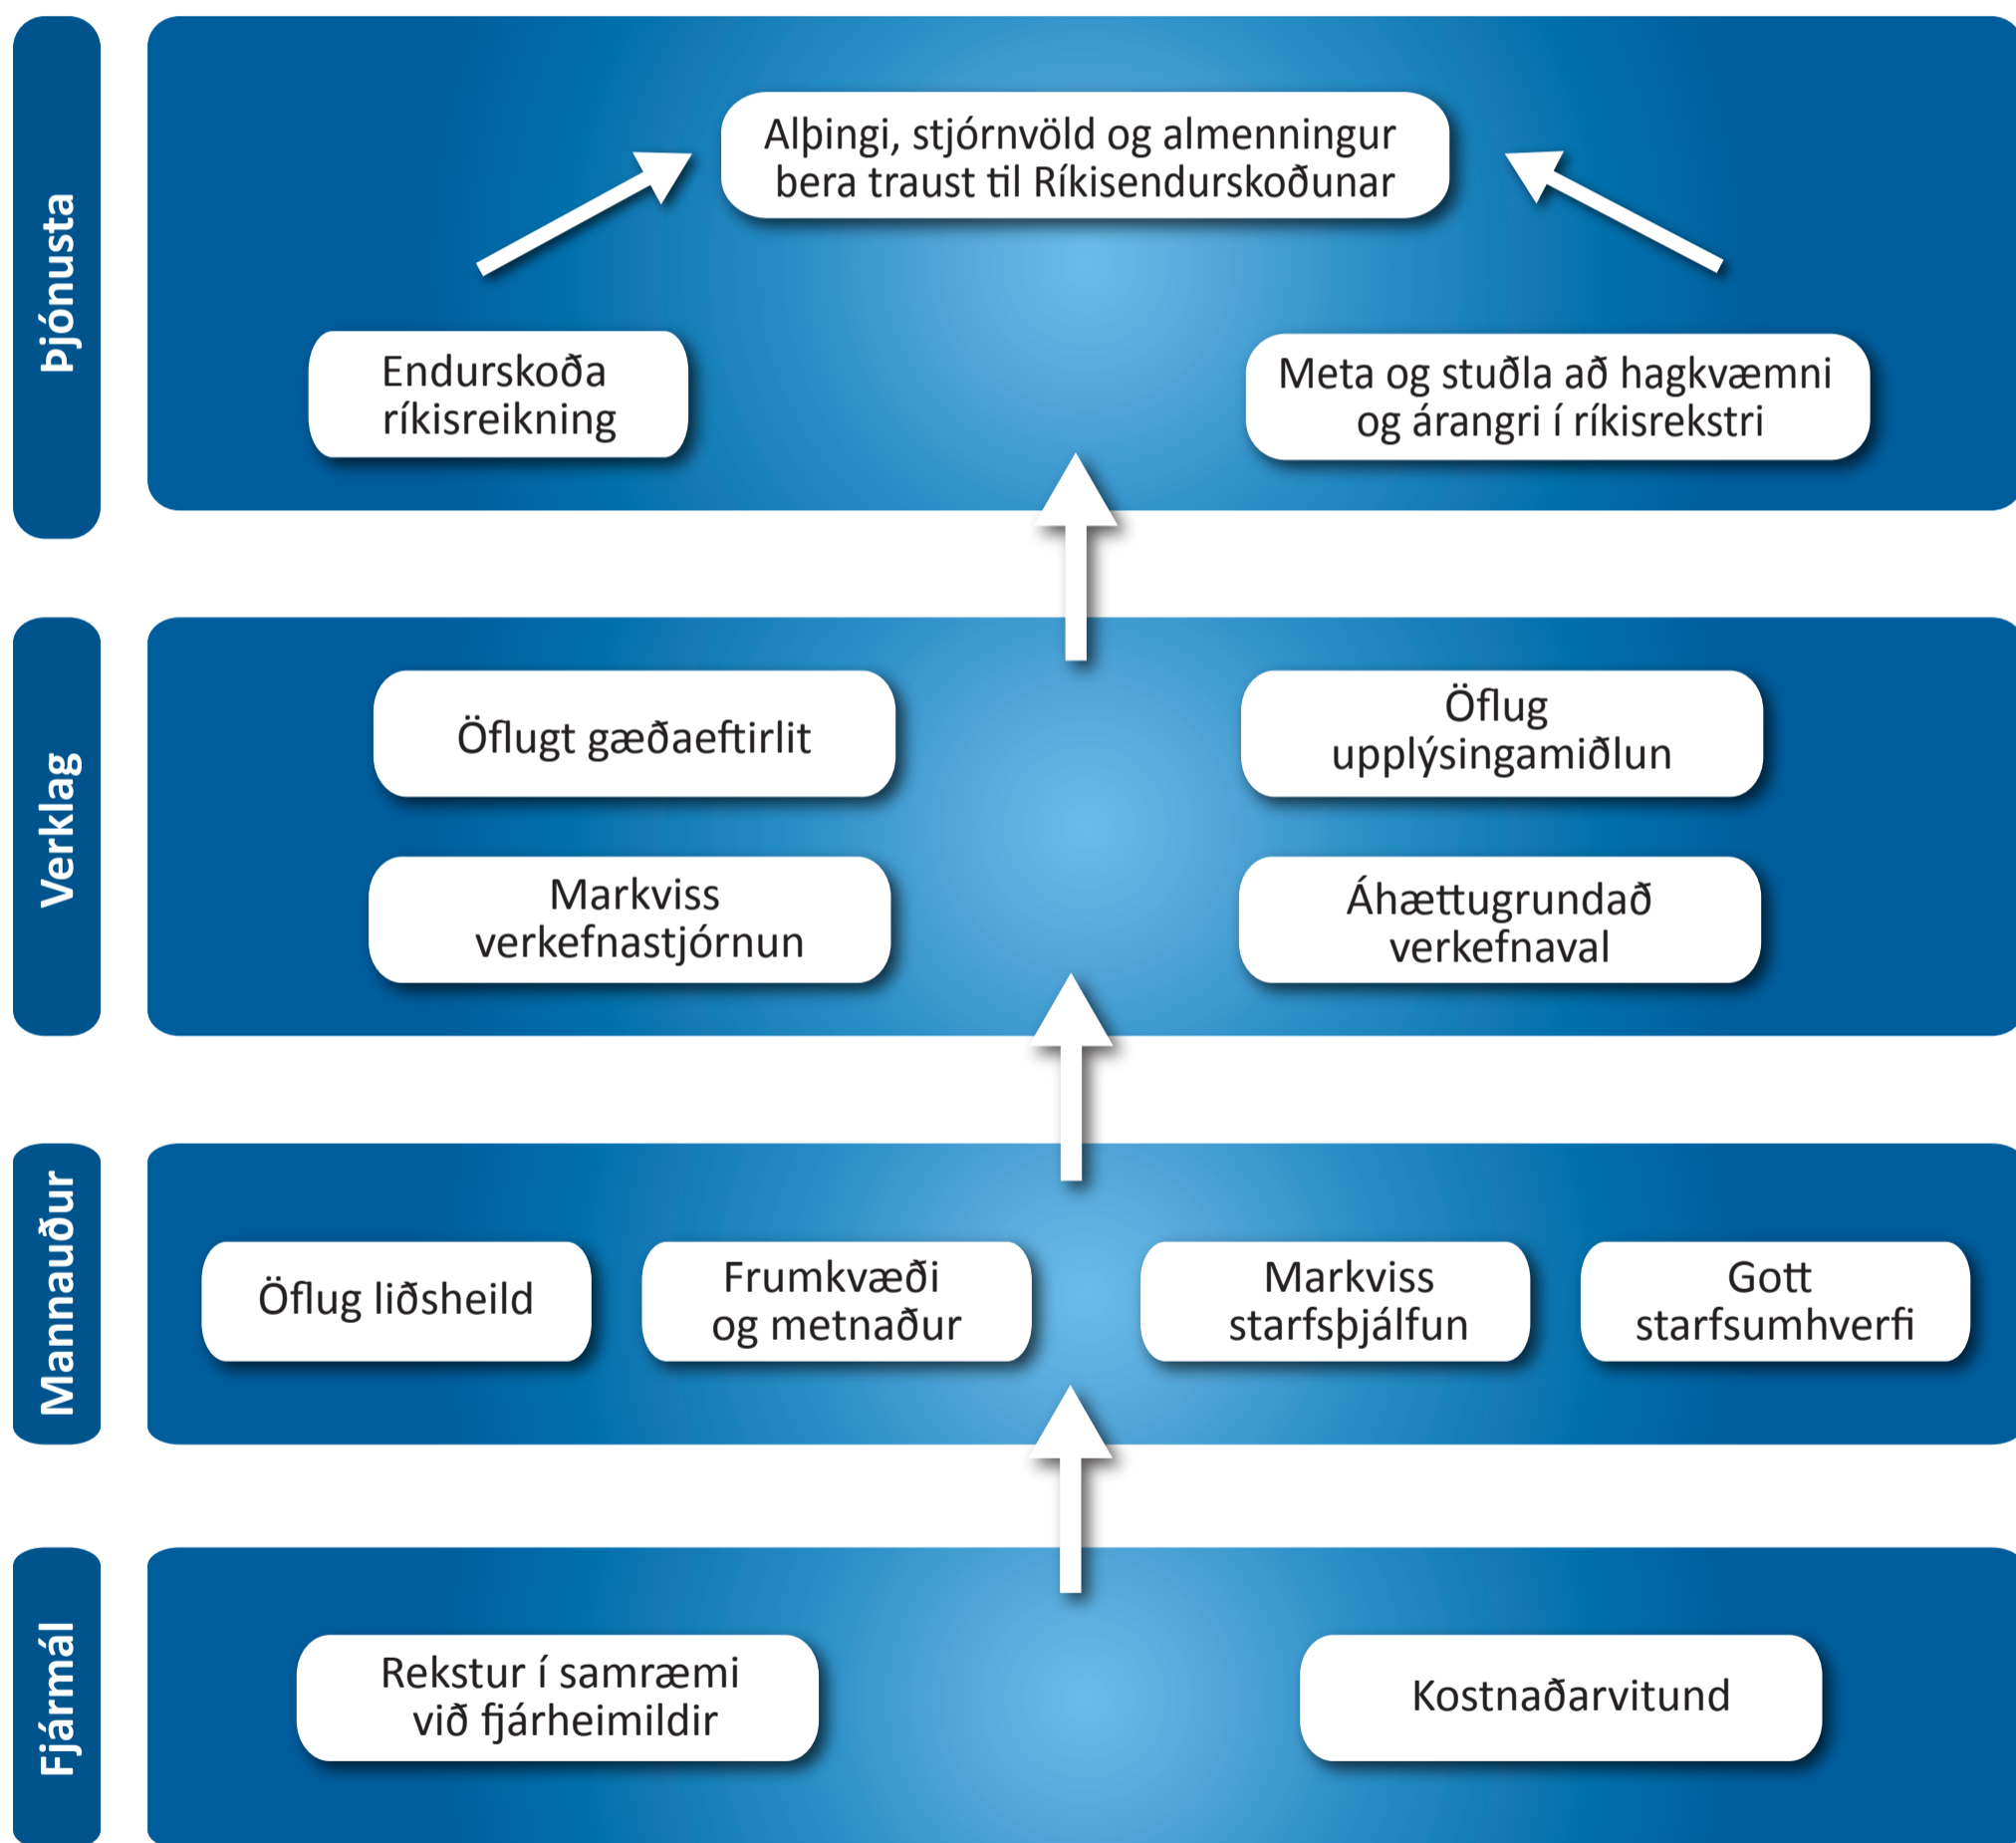 Þjónusta
Alþingi, stjórnvöld og almenningur
bera traust til Ríkisendurskoðunar
Endurskoða
ríkisreikning
Meta og stuðla að hagkvæmni
og árangri í ríkisrekstri
Verklag
Öflugt gæðaeftirlit
Öflug
upplýsingamiðlun
Markviss
verkefnastjórnun
Áhættugrundað
verkefnaval
Mannauður
Öflug liðsheild
Frumkvæði
og metnaður
Markviss
starfsþjálfun
Gott
starfsumhverfi
Fjármál
Rekstur í samræmi
við fjárheimildir
Kostnaðarvitund